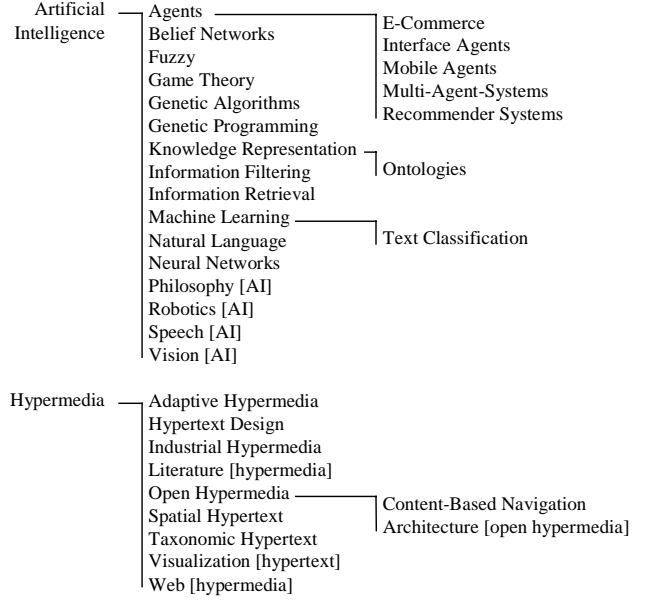 Artificial
Intelligence
Agents
E-Commerce
Interface Agents
Mobile Agents
Multi-Agent-Systems
Recommender Systems
Belief Networks
Fuzzy
Game Theory
Genetic Algorithms
Genetic Programming
Knowledge Representation
Ontologies
Information Filtering
Information Retrieval
Machine Learning
Text Classification
Natural Language
Neural Networks
Philosophy [AI]
Robotics [AI]
Speech [AI]
Vision [AI]
Hypermedia
Adaptive Hypermedia
Hypertext Design
Industrial Hypermedia
Literature [hypermedia]
Open Hypermedia
Content-Based Navigation
Architecture [open hypermedia]
Spatial Hypertext
Taxonomic Hypertext
Visualization [hypertext]
Web [hypermedia]